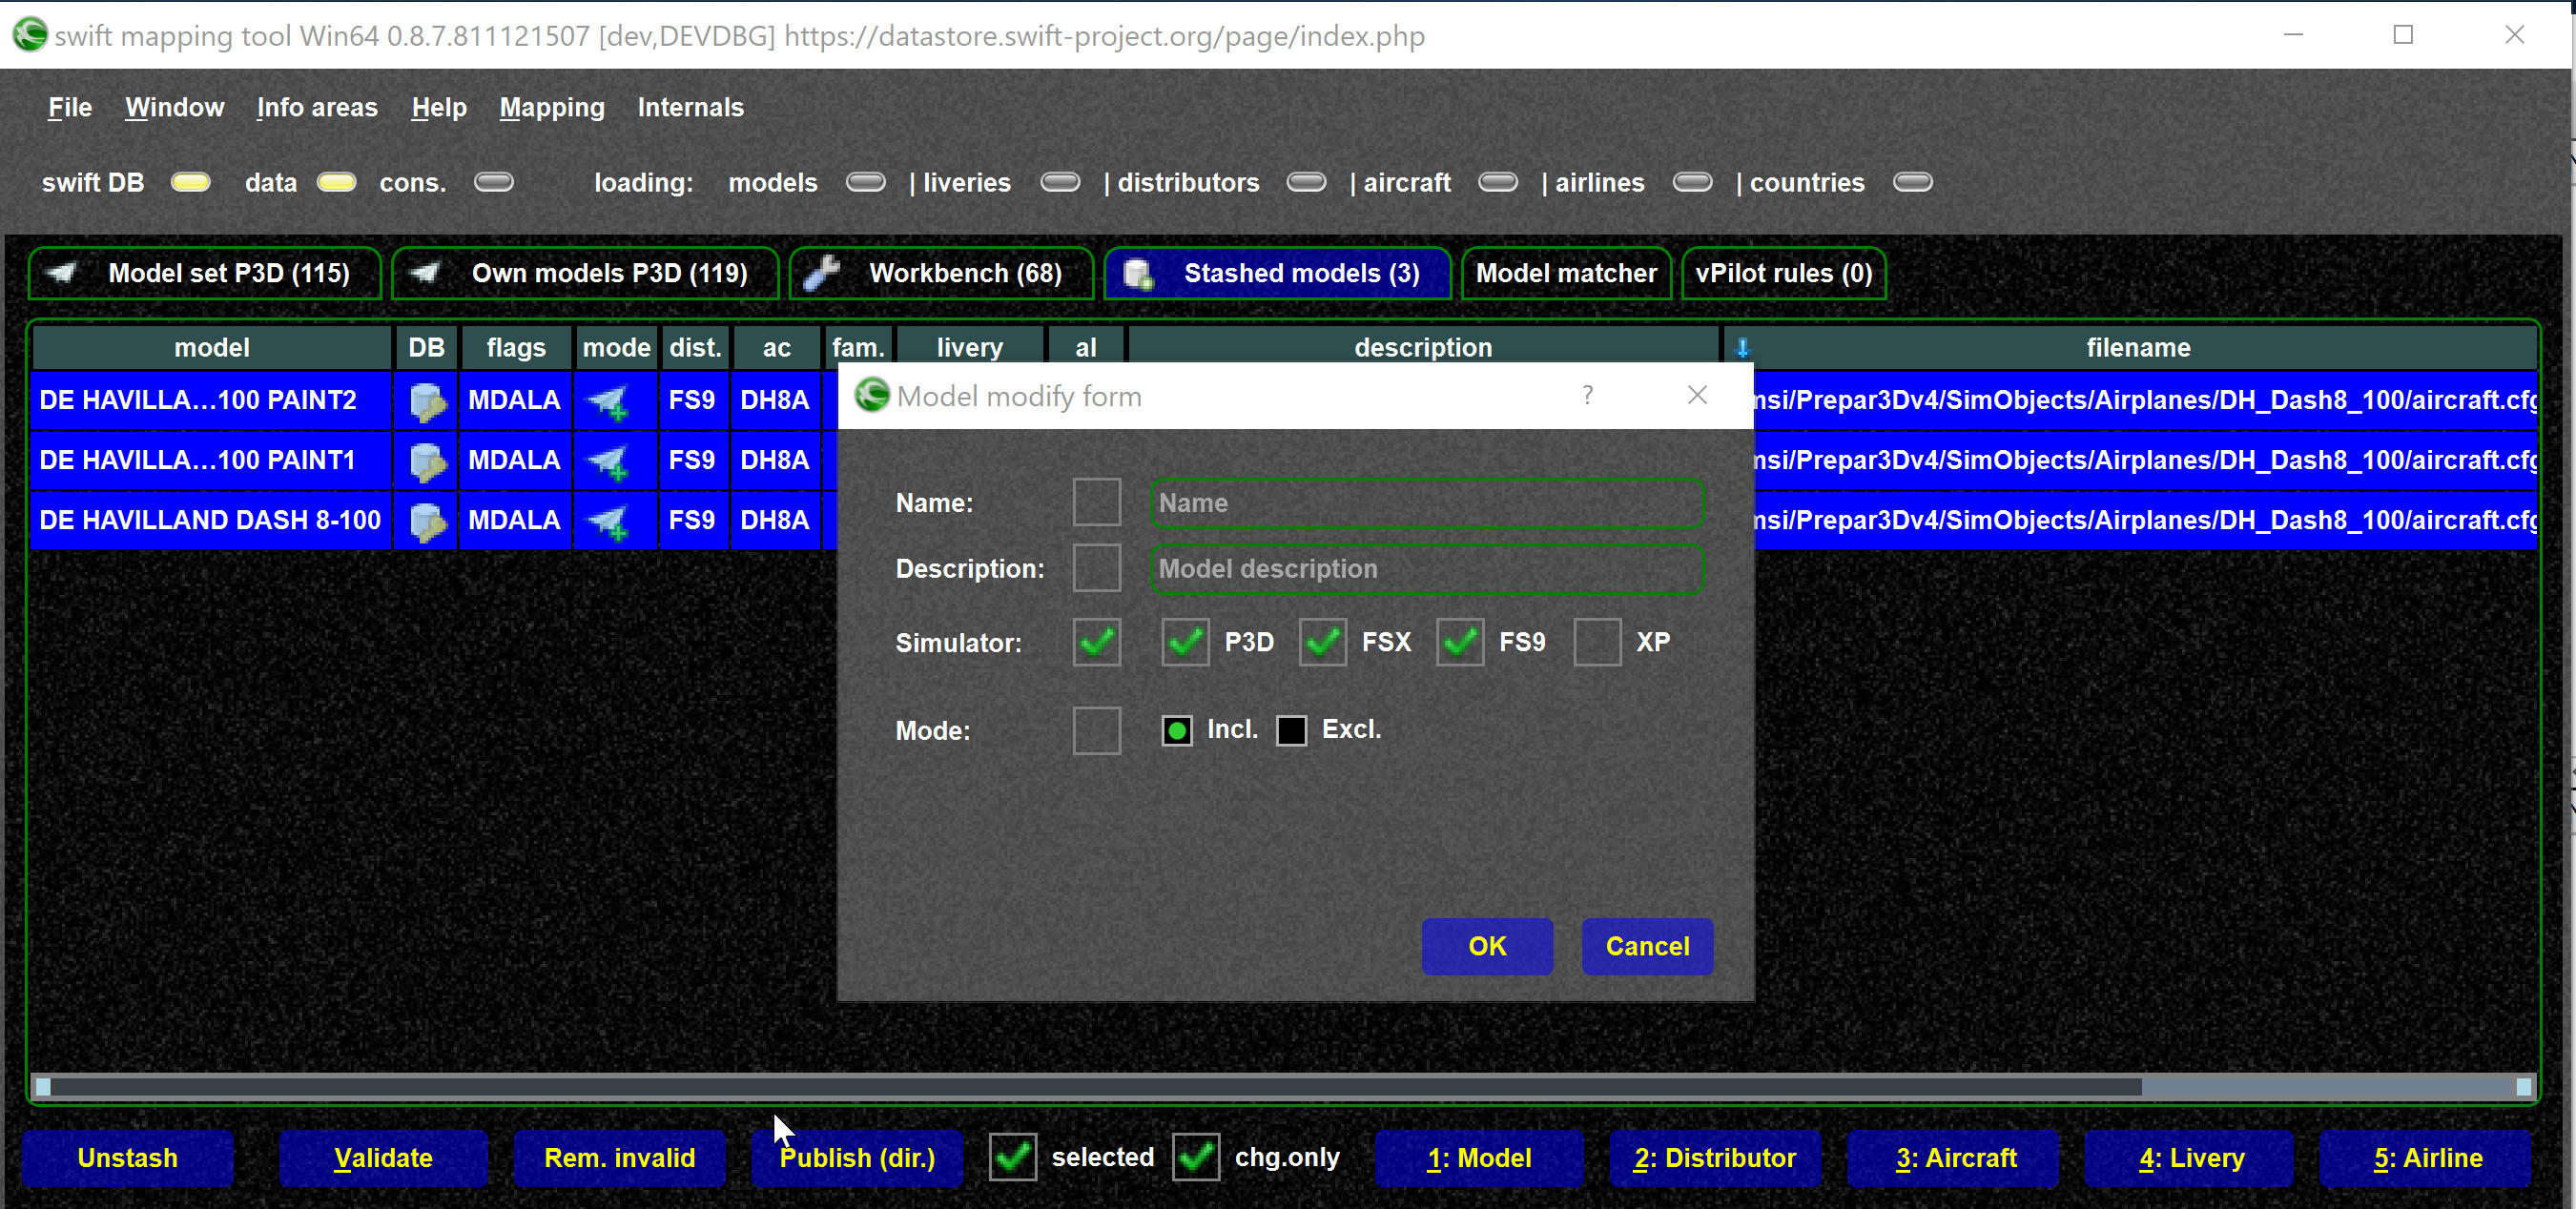 swift mapping tool Win64 0.8.7.811121507 [dev,DEVDBG] https://datastore.swift-project.org/page/index.php
File Window Info areas Help Mapping Internals
swift DB data cons. loading: models | liveries | distributors | aircraft | airlines | countries
Model set P3D (115) Own models P3D (119) Workbench (68) Stashed models (3) Model matcher vPilot rules (0)
model DB flags mode dist. ac fam. livery al description filename
DE HAVILLA...100 PAINT2 MDALA FS9 DH8A msi/Prepar3Dv4/SimObjects/Airplanes/DH_Dash8_100/aircraft.cfg
DE HAVILLA...100 PAINT1 MDALA FS9 DH8A msi/Prepar3Dv4/SimObjects/Airplanes/DH_Dash8_100/aircraft.cfg
DE HAVILLAND DASH 8-100 MDALA FS9 DH8A msi/Prepar3Dv4/SimObjects/Airplanes/DH_Dash8_100/aircraft.cfg
Model modify form ?
Name: Name
Description: Model description
Simulator: P3D FSX FS9 XP
Mode: Incl. Excl.
OK Cancel
Unstash Validate Rem. invalid Publish (dir.) selected chg.only 1: Model 2: Distributor 3: Aircraft 4: Livery 5: Airline